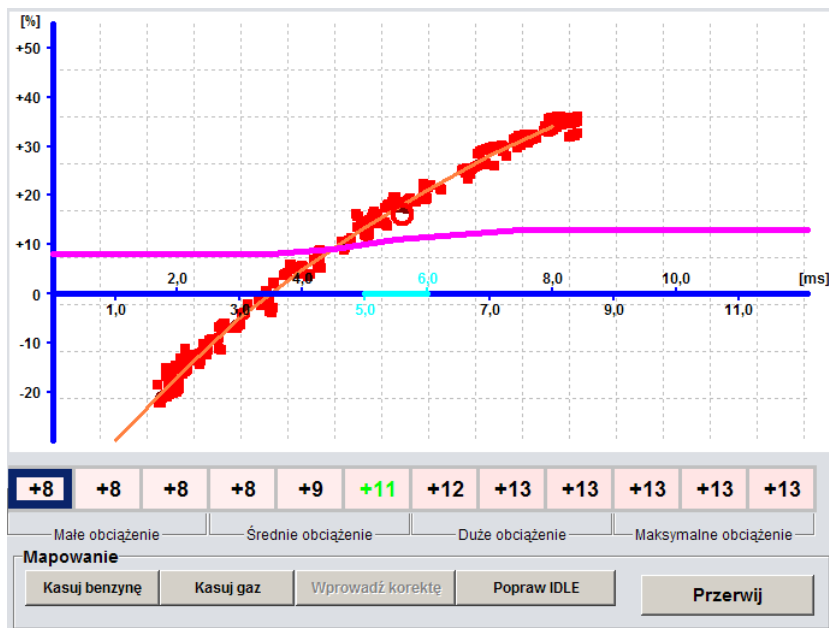 [%]
+50
+40
+30
+20
+10
2,0 4,0 6,0 8,0 10,0 [ms]
0
1,0 3,0 5,0 7,0 9,0 11,0
-10
-20
+8 +8 +8 +8 +9 +11 +12 +13 +13 +13 +13 +13
Małe obciążenie Średnie obciążenie Duże obciążenie Maksymalne obciążenie
Mapowanie
Kasuj benzynę Kasuj gaz Wprowadź korektę Popraw IDLE Przerwij